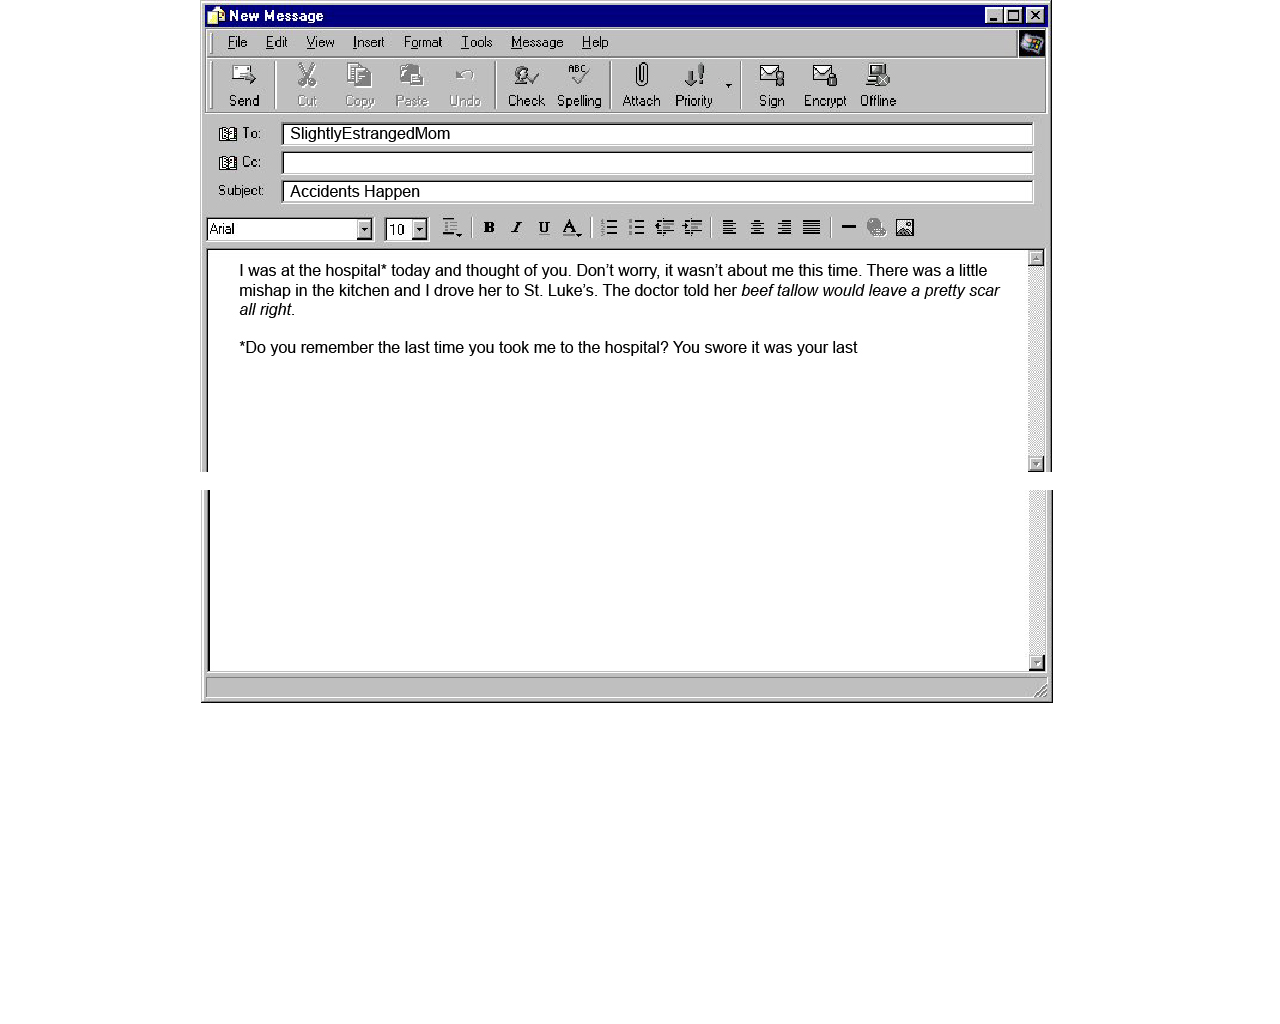 New Message
File Edit View Insert Format Tools Message Help
Send Cut Copy Paste Undo Check Spelling Attach Priority Sign Encrypt Offline
ABC
To: SlightlyEstrangedMom
Cc:
Subject: Accidents Happen
Arial 10 B I U A
I was at the hospital* today and thought of you. Don’t worry, it wasn’t about me this time. There was a little
mishap in the kitchen and I drove her to St. Luke’s. The doctor told her beef tallow would leave a pretty scar
all right.
*Do you remember the last time you took me to the hospital? You swore it was your last